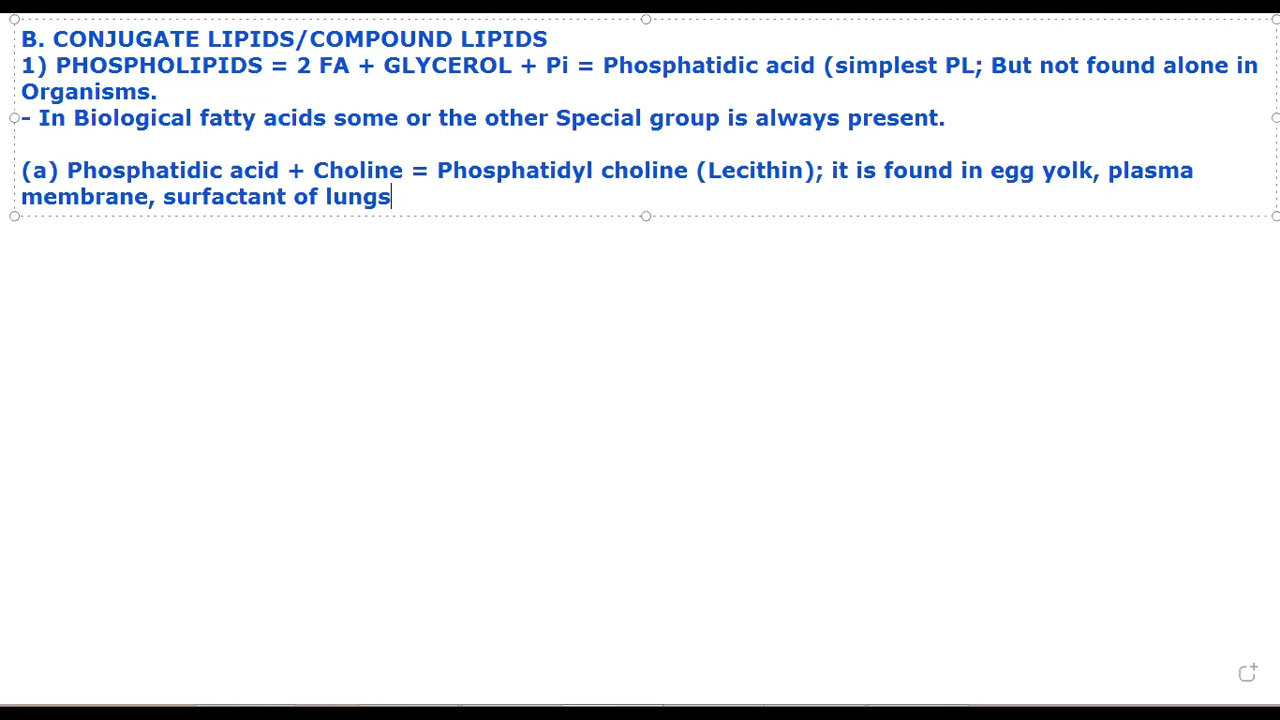 B. CONJUGATE LIPIDS/COMPOUND LIPIDS
1) PHOSPHOLIPIDS = 2 FA + GLYCEROL + Pi = Phosphatidic acid (simplest PL; But not found alone in
Organisms.
- In Biological fatty acids some or the other Special group is always present.
(a) Phosphatidic acid + Choline = Phosphatidyl choline (Lecithin); it is found in egg yolk, plasma
membrane, surfactant of lungs